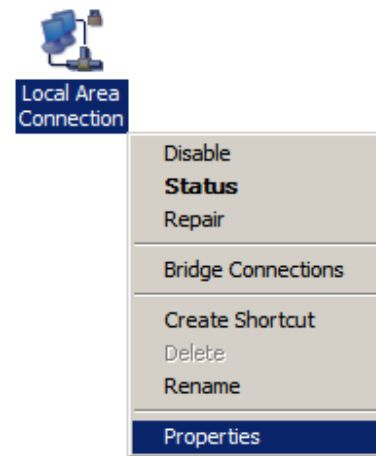 Local Area
Connection
Disable
Status
Repair
Bridge Connections
Create Shortcut
Delete
Rename
Properties